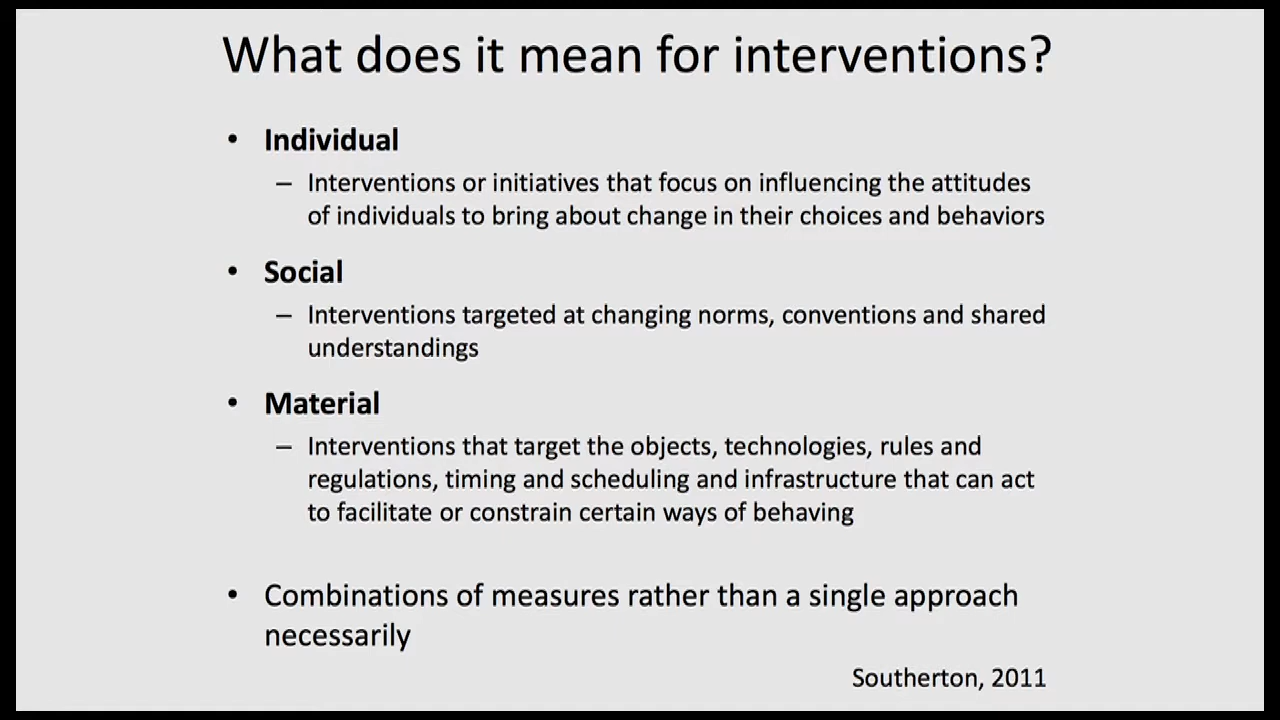 What does it mean for interventions?
• Individual
– Interventions or initiatives that focus on influencing the attitudes
of individuals to bring about change in their choices and behaviors
• Social
– Interventions targeted at changing norms, conventions and shared
understandings
• Material
– Interventions that target the objects, technologies, rules and
regulations, timing and scheduling and infrastructure that can act
to facilitate or constrain certain ways of behaving
• Combinations of measures rather than a single approach
necessarily
Southerton, 2011